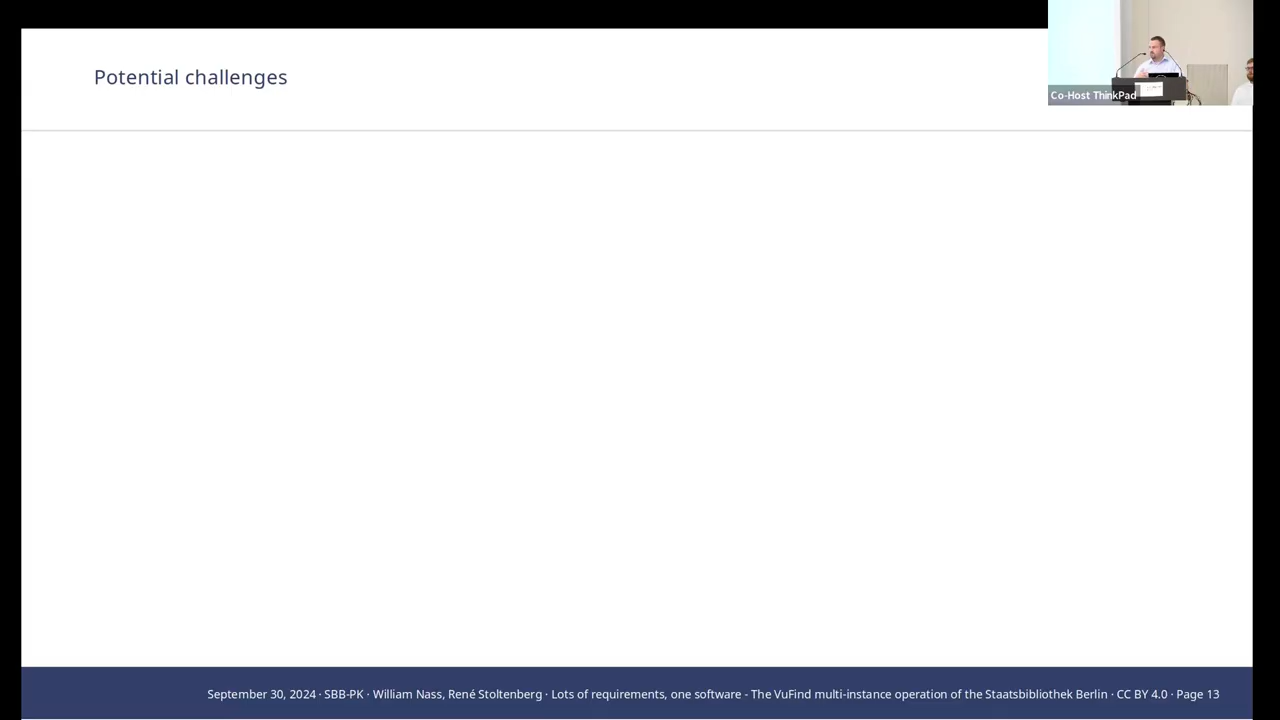 Potential challenges
Co-Host ThinkPad
September 30, 2024 · SBB-PK · William Nass, René Stoltenberg · Lots of requirements, one software - The VuFind multi-instance operation of the Staatsbibliothek Berlin · CC BY 4.0 · Page 13